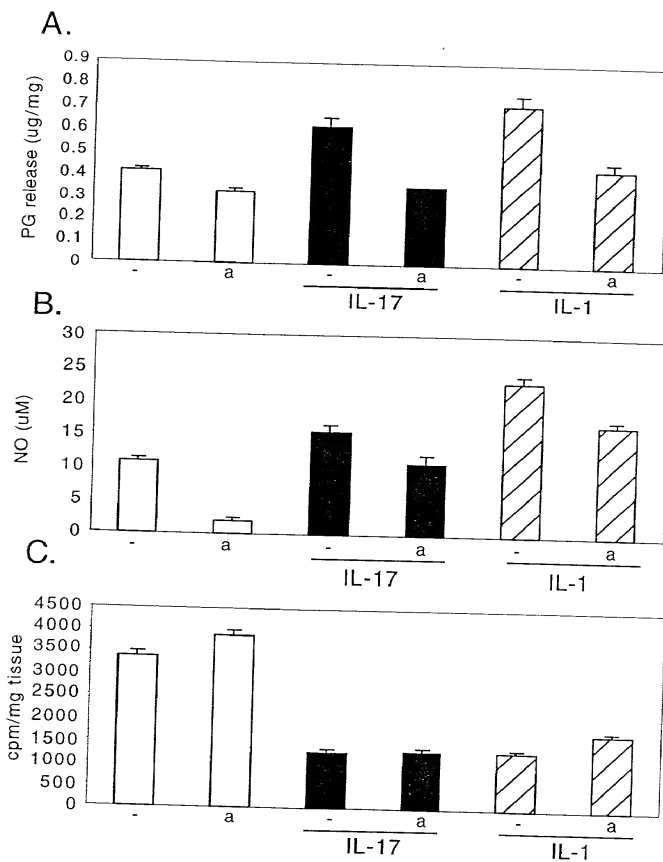 A.
PG release (ug/mg)
0.9
0.8
0.7
0.6
0.5
0.4
0.3
0.2
0.1
0
- a - a - a
IL-17 IL-1
B.
NO (uM)
30
25
20
15
10
5
0
- a - a - a
IL-17 IL-1
C.
cpm/mg tissue
4500
4000
3500
3000
2500
2000
1500
1000
500
0
- a - a - a
IL-17 IL-1